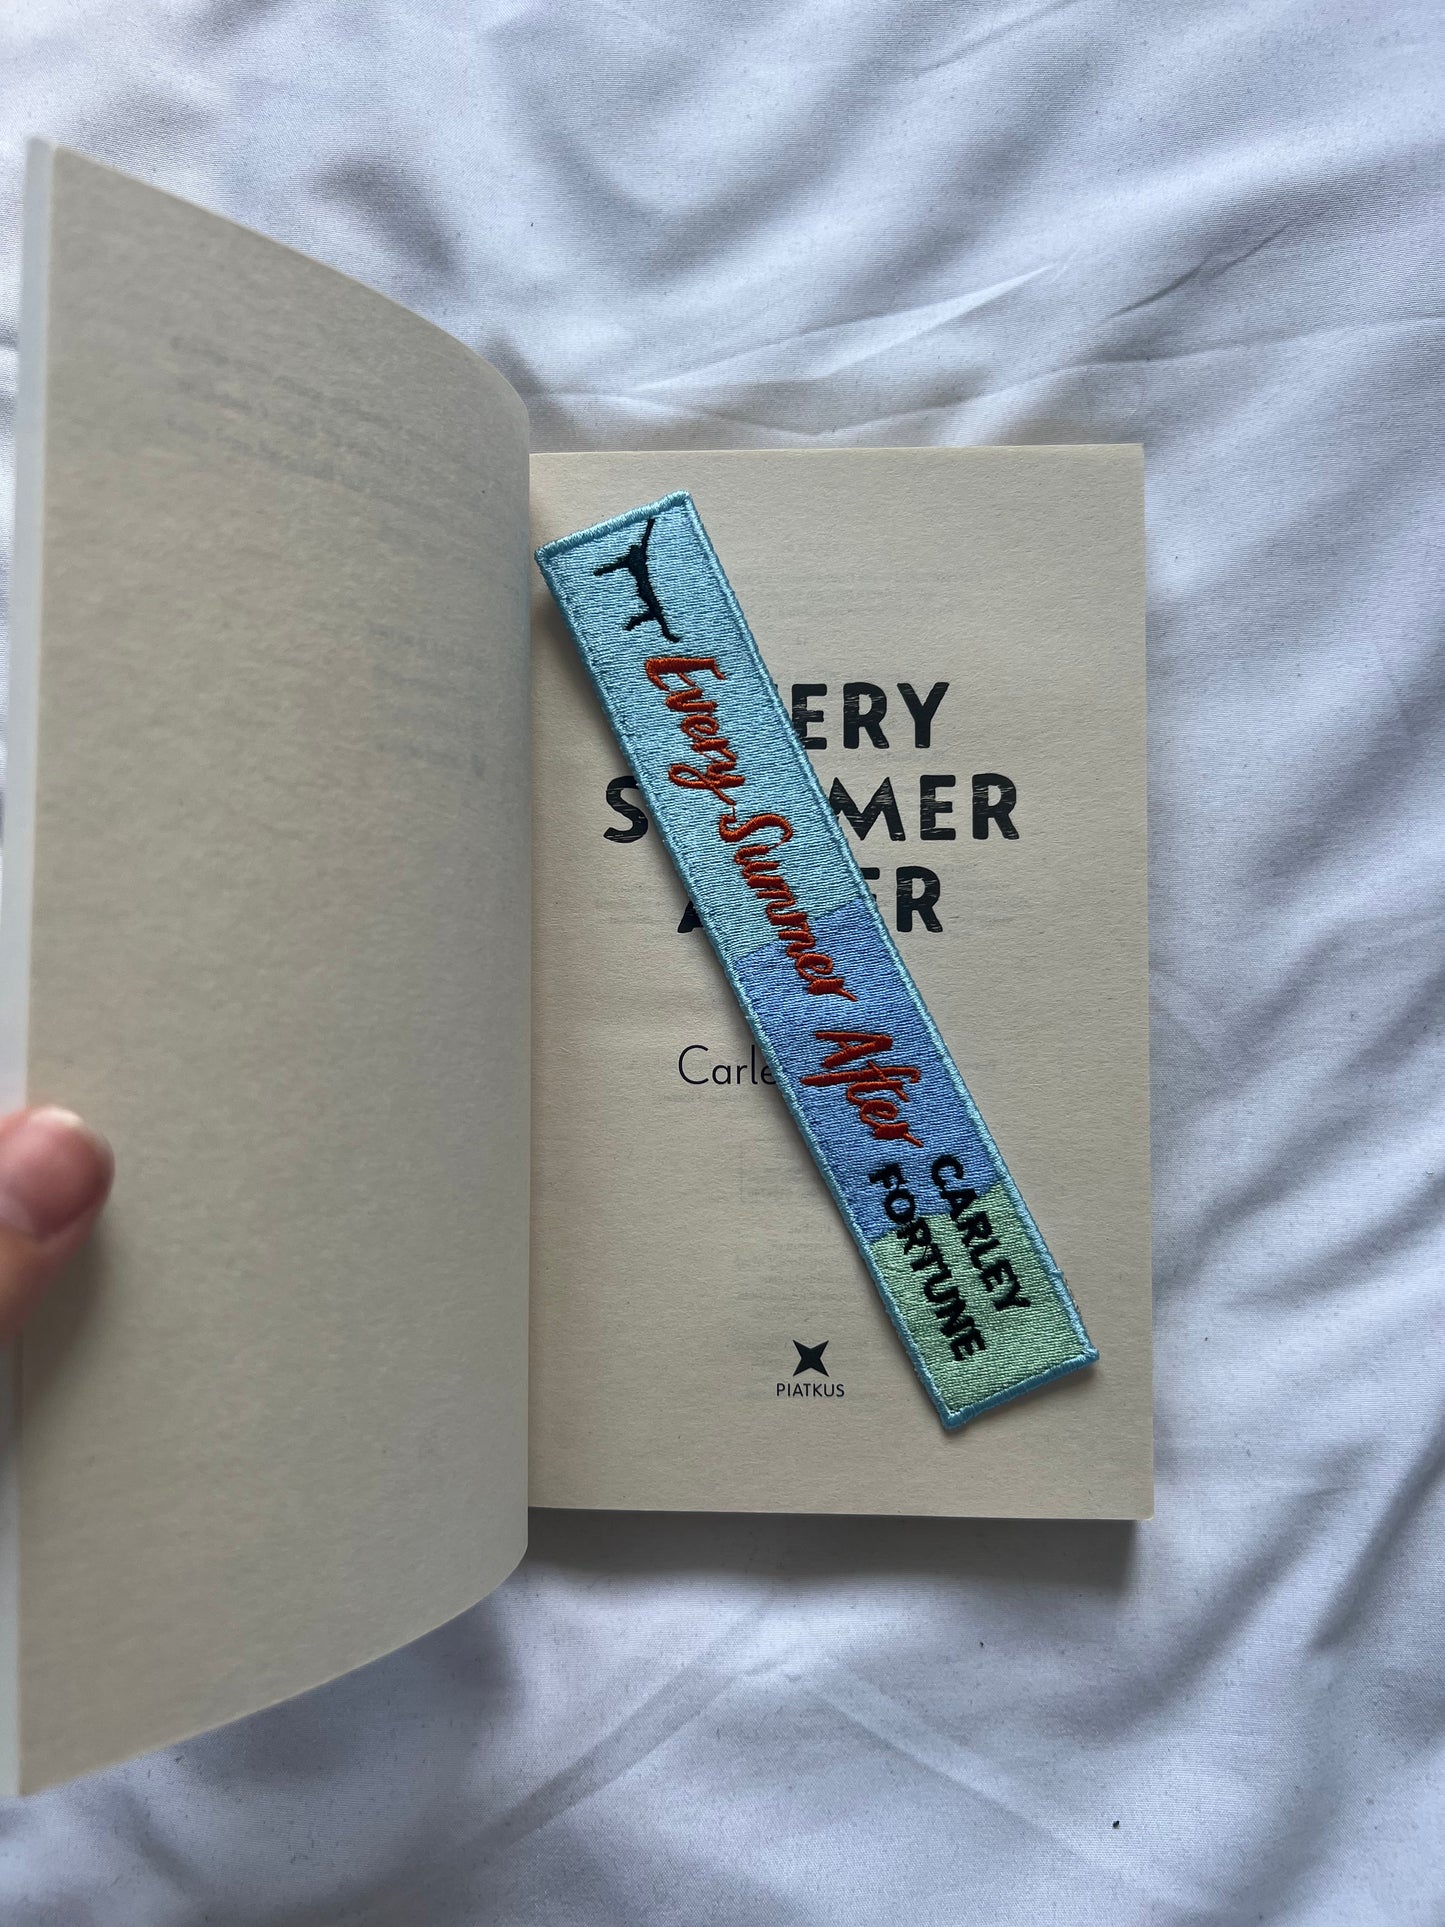 Every Summer After
CARLEY
FORTUNE
ERY
S MER
ER
Carle
PIATKUS